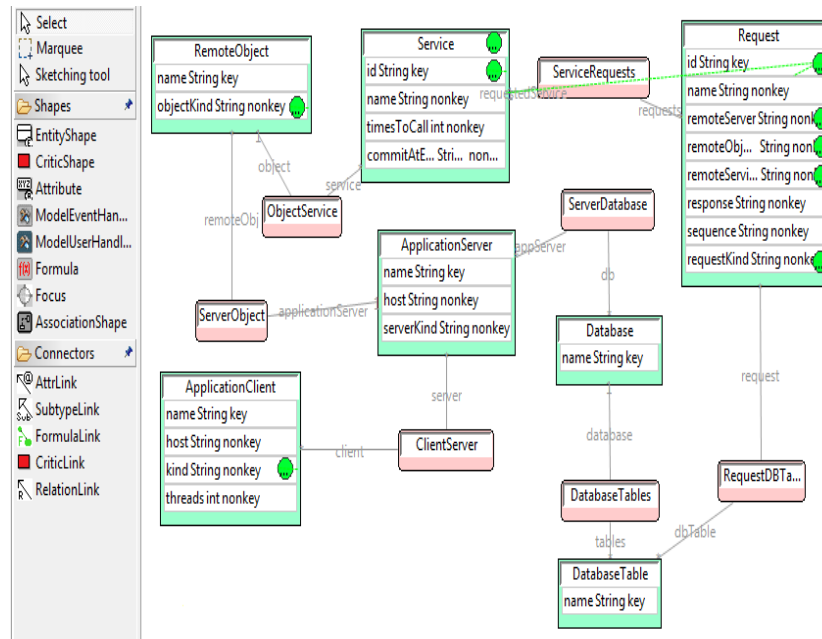 Select
Marquee
Sketching tool
Shapes
EntityShape
CriticShape
Attribute
ModelEventHan...
ModelUserHandl...
Formula
Focus
AssociationShape
Connectors
AttrLink
SubtypeLink
FormulaLink
CriticLink
RelationLink
RemoteObject
name String key
objectKind String nonkey
Service
id String key
name String nonkey
timesToCall int nonkey
commitAtE... Stri... non...
ServiceRequests
requestedService
requests
Request
id String key
name String nonkey
remoteServer String nonk
remoteObj... String non
remoteServi... String non
response String nonkey
sequence String nonkey
requestKind String nonke
1
object
service
remoteObj
ObjectService
ServerDatabase
appServer
db
ApplicationServer
name String key
host String nonkey
serverKind String nonkey
ServerObject
applicationServer
Database
name String key
ApplicationClient
name String key
host String nonkey
kind String nonkey
threads int nonkey
server
client
ClientServer
request
database
DatabaseTables
RequestDBTa...
tables
dbTable
DatabaseTable
name String key